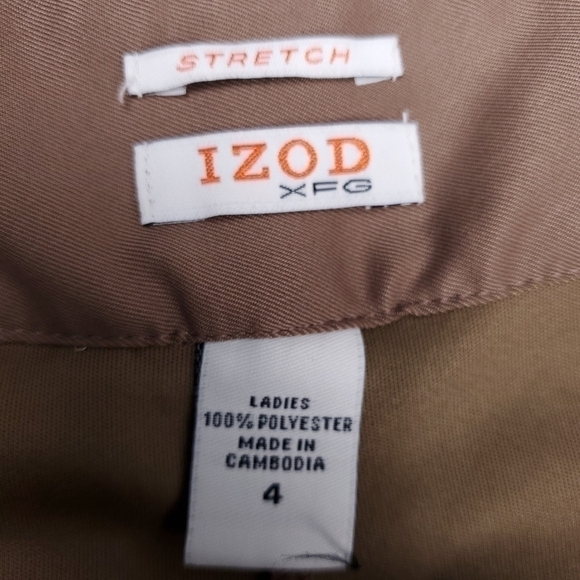 STRETCH
IZOD
XFG
LADIES
100% POLYESTER
MADE IN
CAMBODIA
4